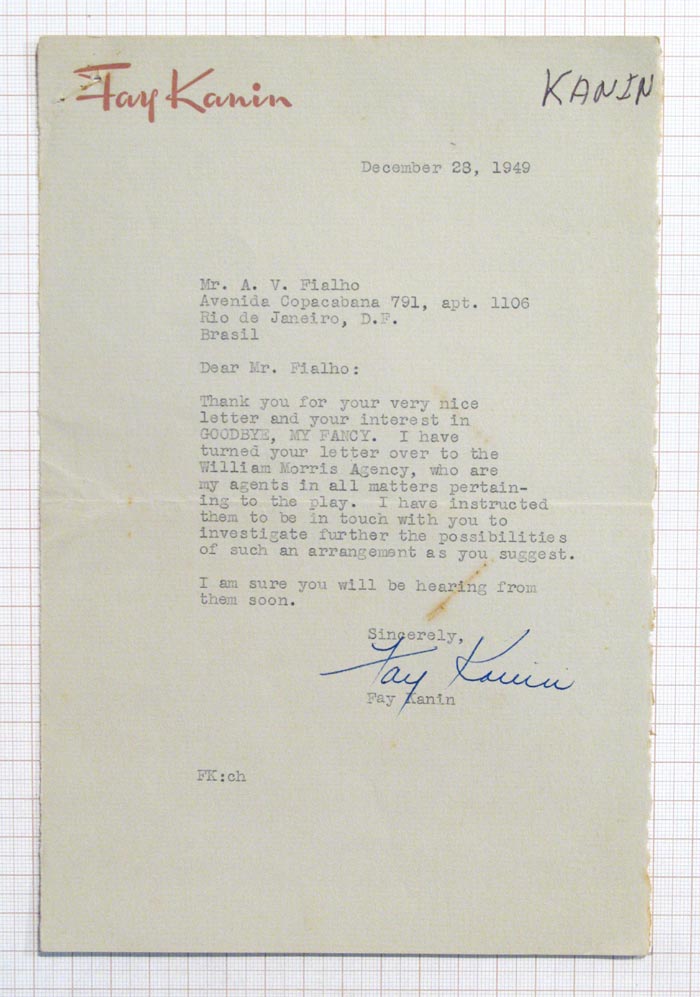 Fay Kanin
KANIN
December 28, 1949
Mr. A. V. Fialho
Avenida Copacabana 791, apt. 1106
Rio de Janeiro, D.F.
Brasil
Dear Mr. Fialho:
Thank you for your very nice
letter and your interest in
GOODBYE, MY FANCY.  I have
turned your letter over to the
William Morris Agency, who are
my agents in all matters pertain-
ing to the play.  I have instructed
them to be in touch with you to
investigate further the possibilities
of such an arrangement as you suggest.
I am sure you will be hearing from
them soon.
Sincerely,
Fay Kanin
Fay Kanin
FK:ch